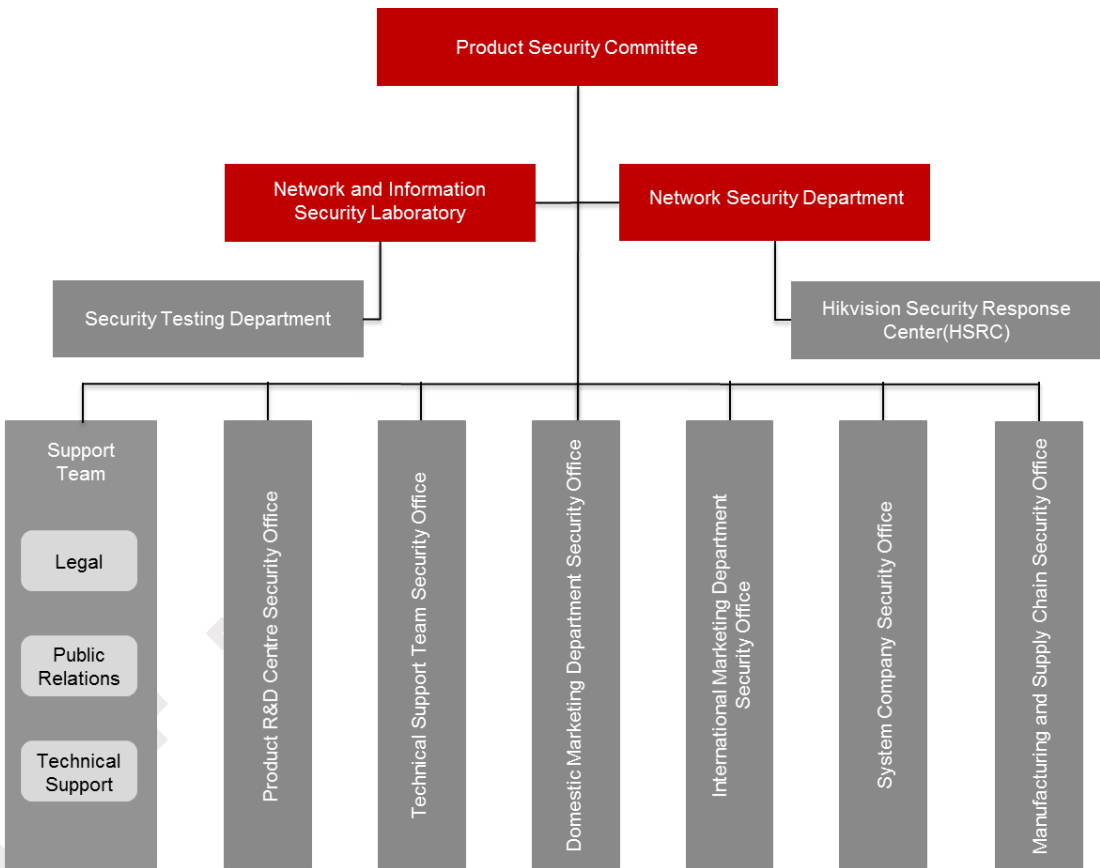 Product Security Committee
Network and Information
Security Laboratory
Network Security Department
Security Testing Department
Hikvision Security Response
Center(HSRC)
Support
Team
Legal
Public
Relations
Technical
Support
Product R&D Centre Security Office
Technical Support Team Security Office
Domestic Marketing Department Security Office
International Marketing Department
Security Office
System Company Security Office
Manufacturing and Supply Chain Security Office